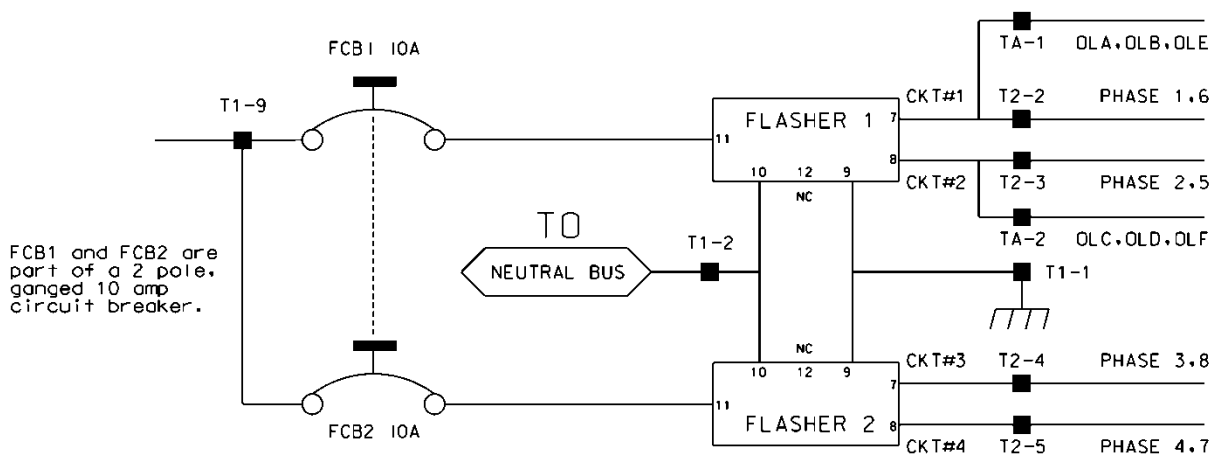 FCB1 10A
TA-1 OLA,OLB,OLE
T1-9
CKT#1 T2-2 PHASE 1,6
FLASHER 1
11
7
8
10 12 9
NC
CKT#2 T2-3 PHASE 2,5
TO
NEUTRAL BUS
T1-2
TA-2 OLC,OLD,OLF
T1-1
FCB1 and FCB2 are
part of a 2 pole,
ganged 10 amp
circuit breaker.
NC
10 12 9
CKT#3 T2-4 PHASE 3,8
7
11
FLASHER 2
8
FCB2 10A
CKT#4 T2-5 PHASE 4,7